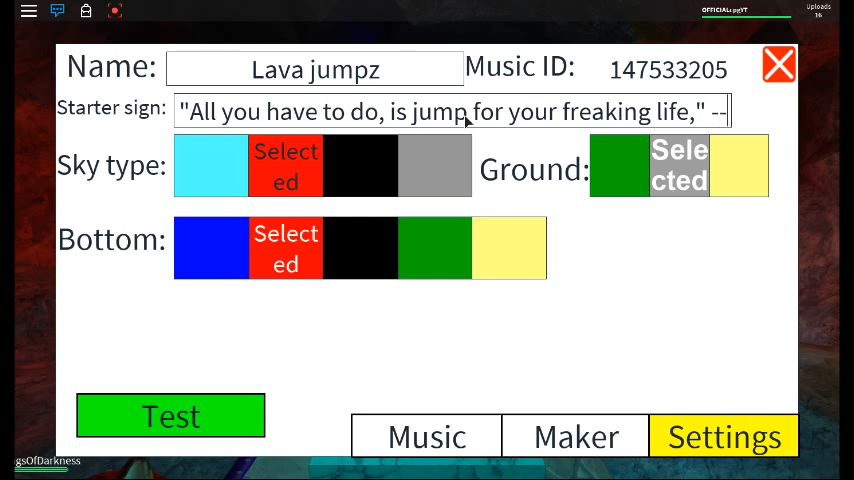 OFFICIALrpgYT
Uploads
16
Name: Lava jumpz Music ID: 147533205
Starter sign: "All you have to do, is jump for your freaking life," --
Sky type: Select
ed
Ground: Sele
cted
Bottom: Select
ed
Test
Music Maker Settings
gsOfDarkness